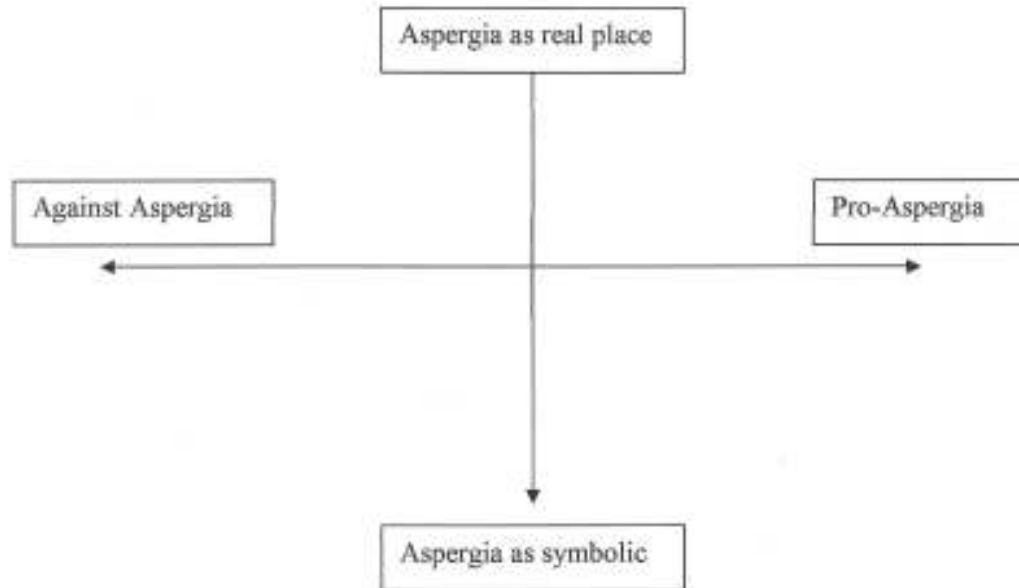 Aspergia as real place
Against Aspergia
Pro-Aspergia
Aspergia as symbolic